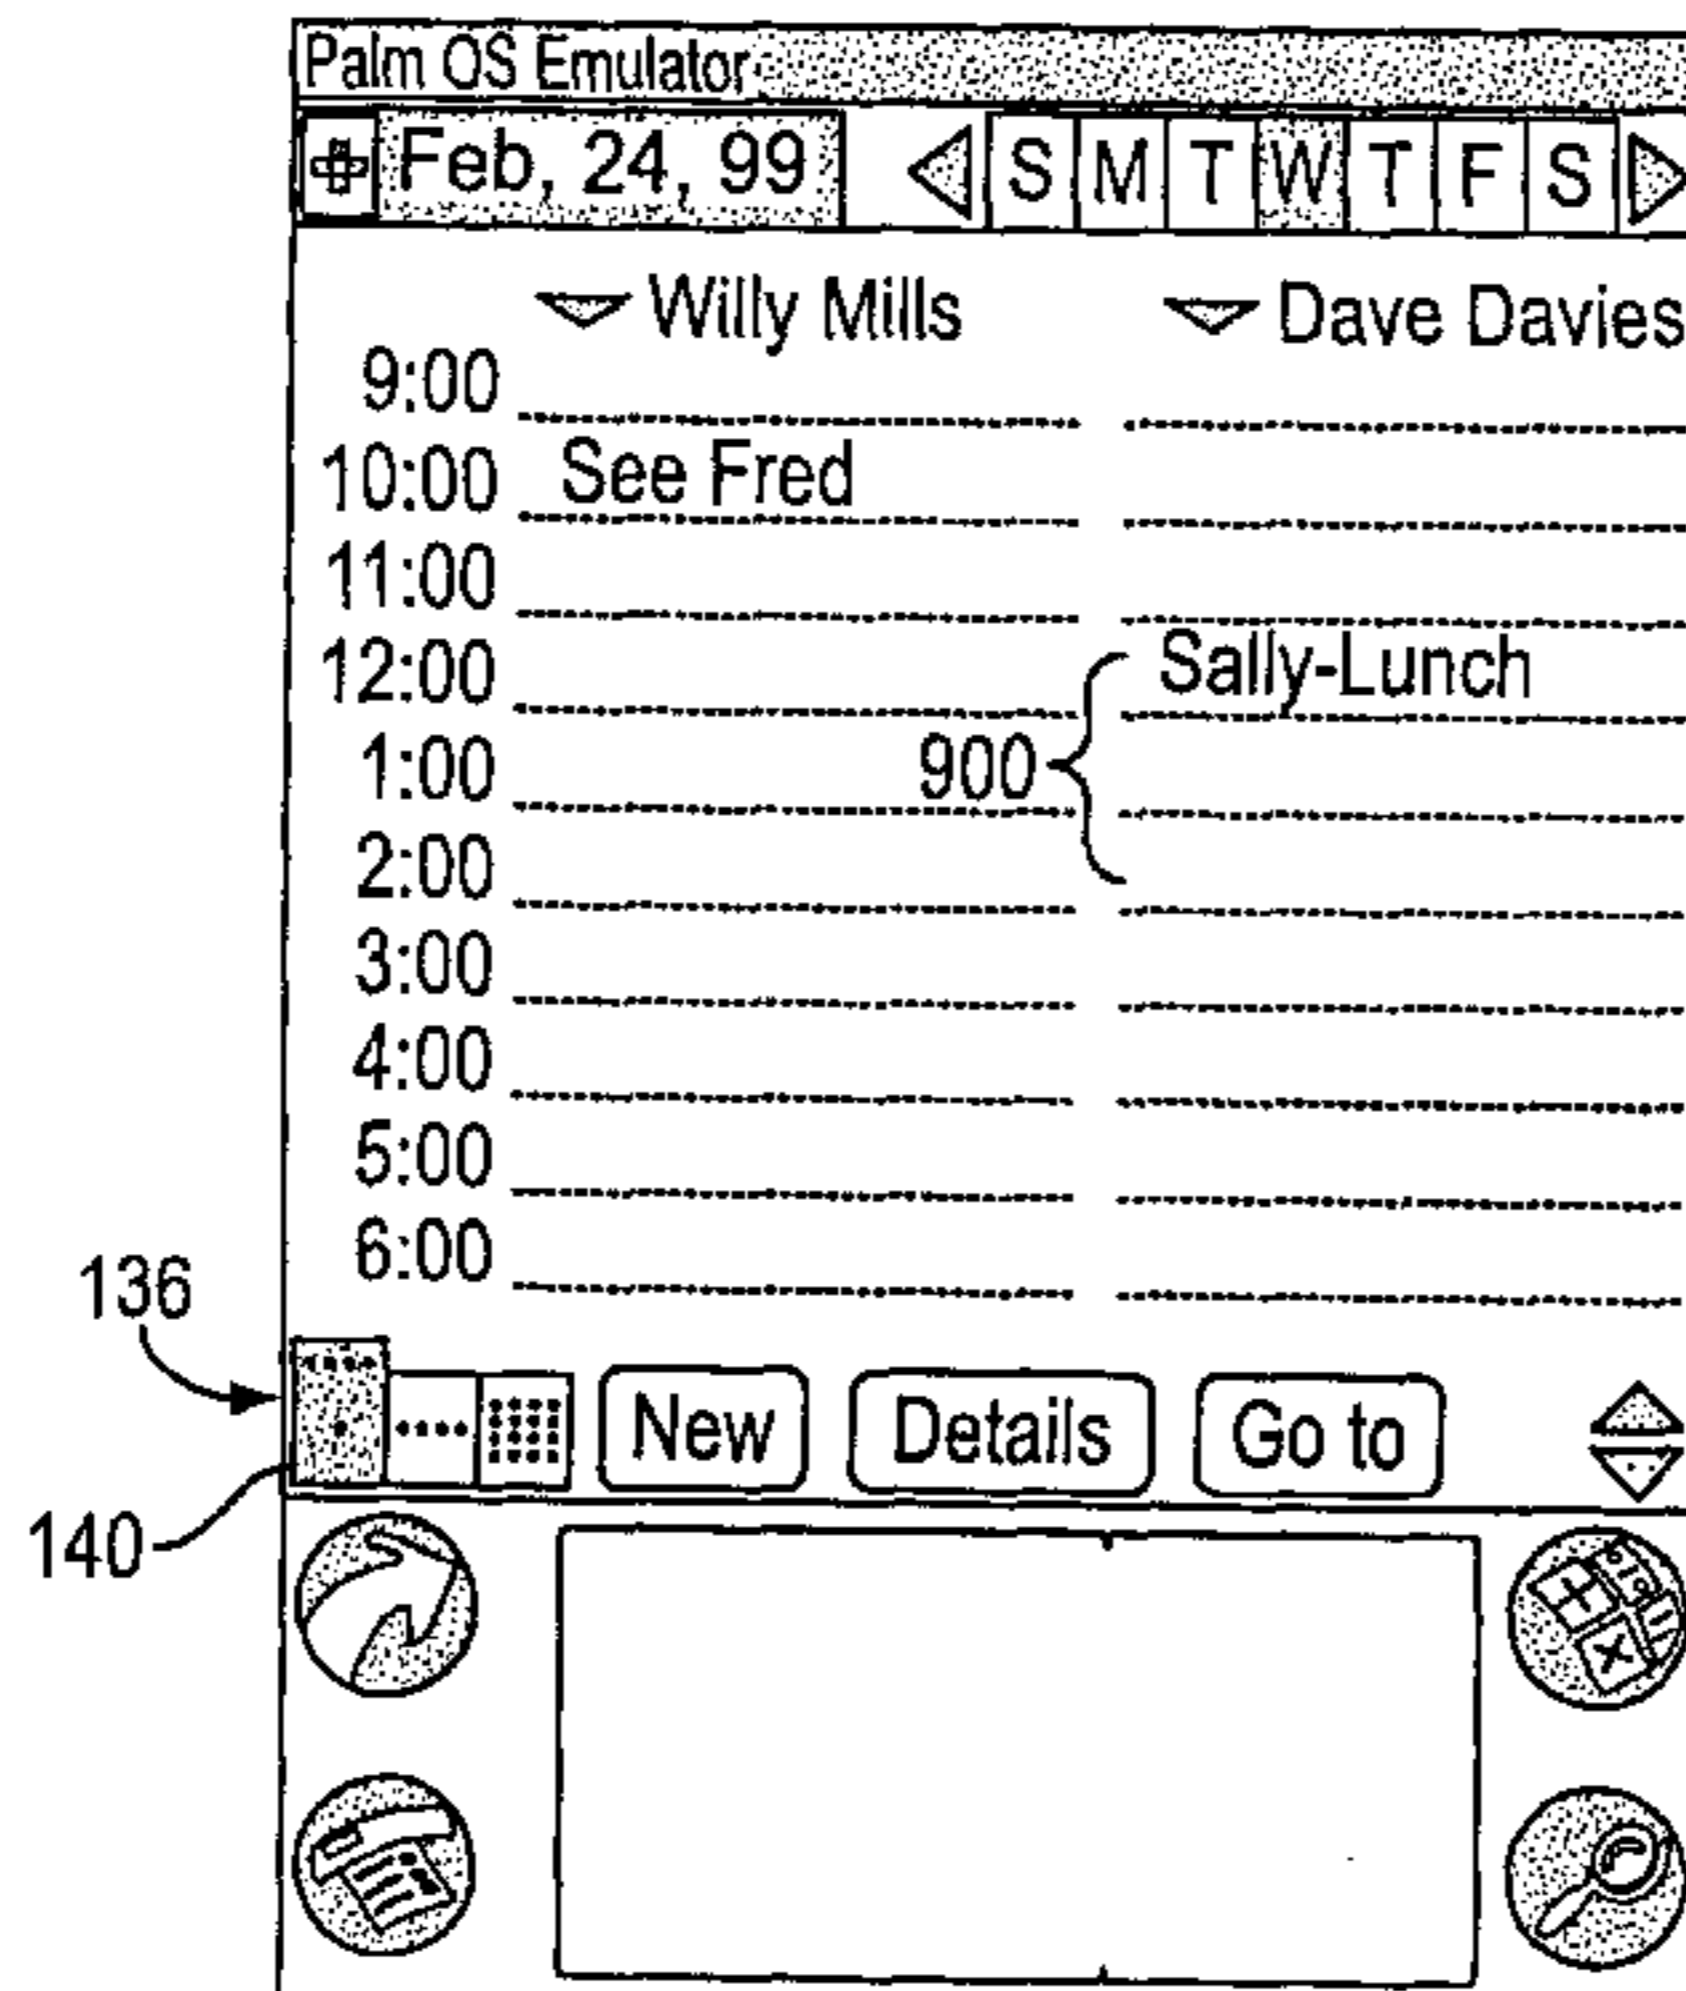 Palm OS Emulator
Feb, 24, 99 S M T W T F S
Willy Mills Dave Davies
9:00
10:00 See Fred
11:00
12:00 Sally-Lunch
1:00 900
2:00
3:00
4:00
5:00
6:00
136
New Details Go to
140